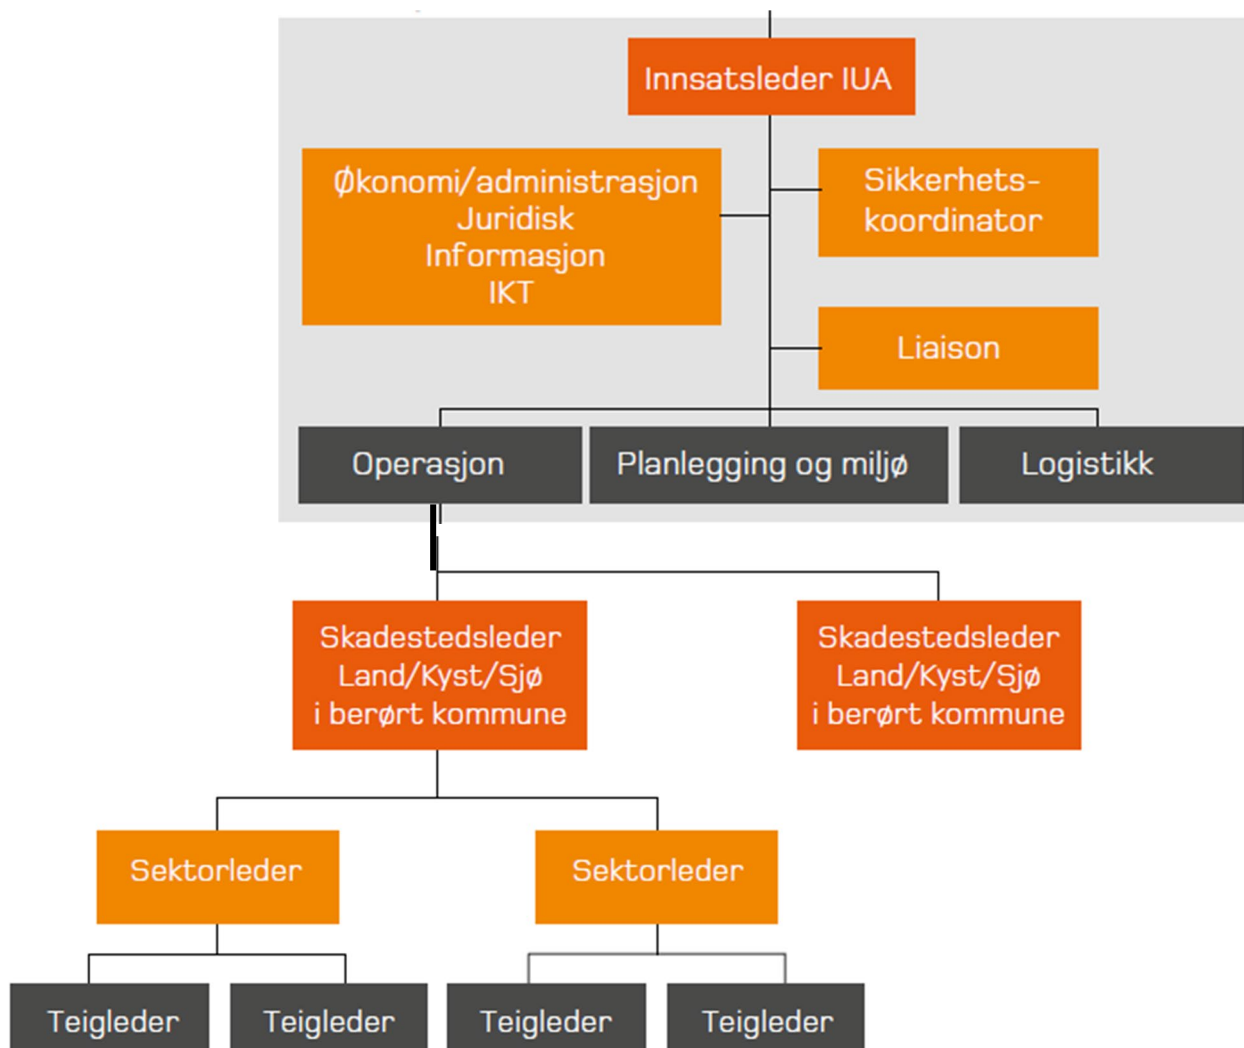 Innsatsleder IUA
Økonomi/administrasjon
Juridisk
Informasjon
IKT
Sikkerhets-
koordinator
Liaison
Operasjon
Planlegging og miljø
Logistikk
Skadestedsleder
Land/Kyst/Sjø
i berørt kommune
Skadestedsleder
Land/Kyst/Sjø
i berørt kommune
Sektorleder
Sektorleder
Teigleder
Teigleder
Teigleder
Teigleder